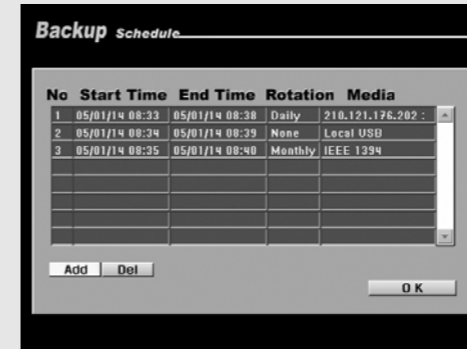 Backup Schedule
No Start Time End Time Rotation Media
1 05/01/14 08:33 05/01/14 08:38 Daily 210.121.176.202 :
2 05/01/14 08:34 05/01/14 08:39 None Local USB
3 05/01/14 08:35 05/01/14 08:40 Monthly IEEE 1394
Add Del
OK